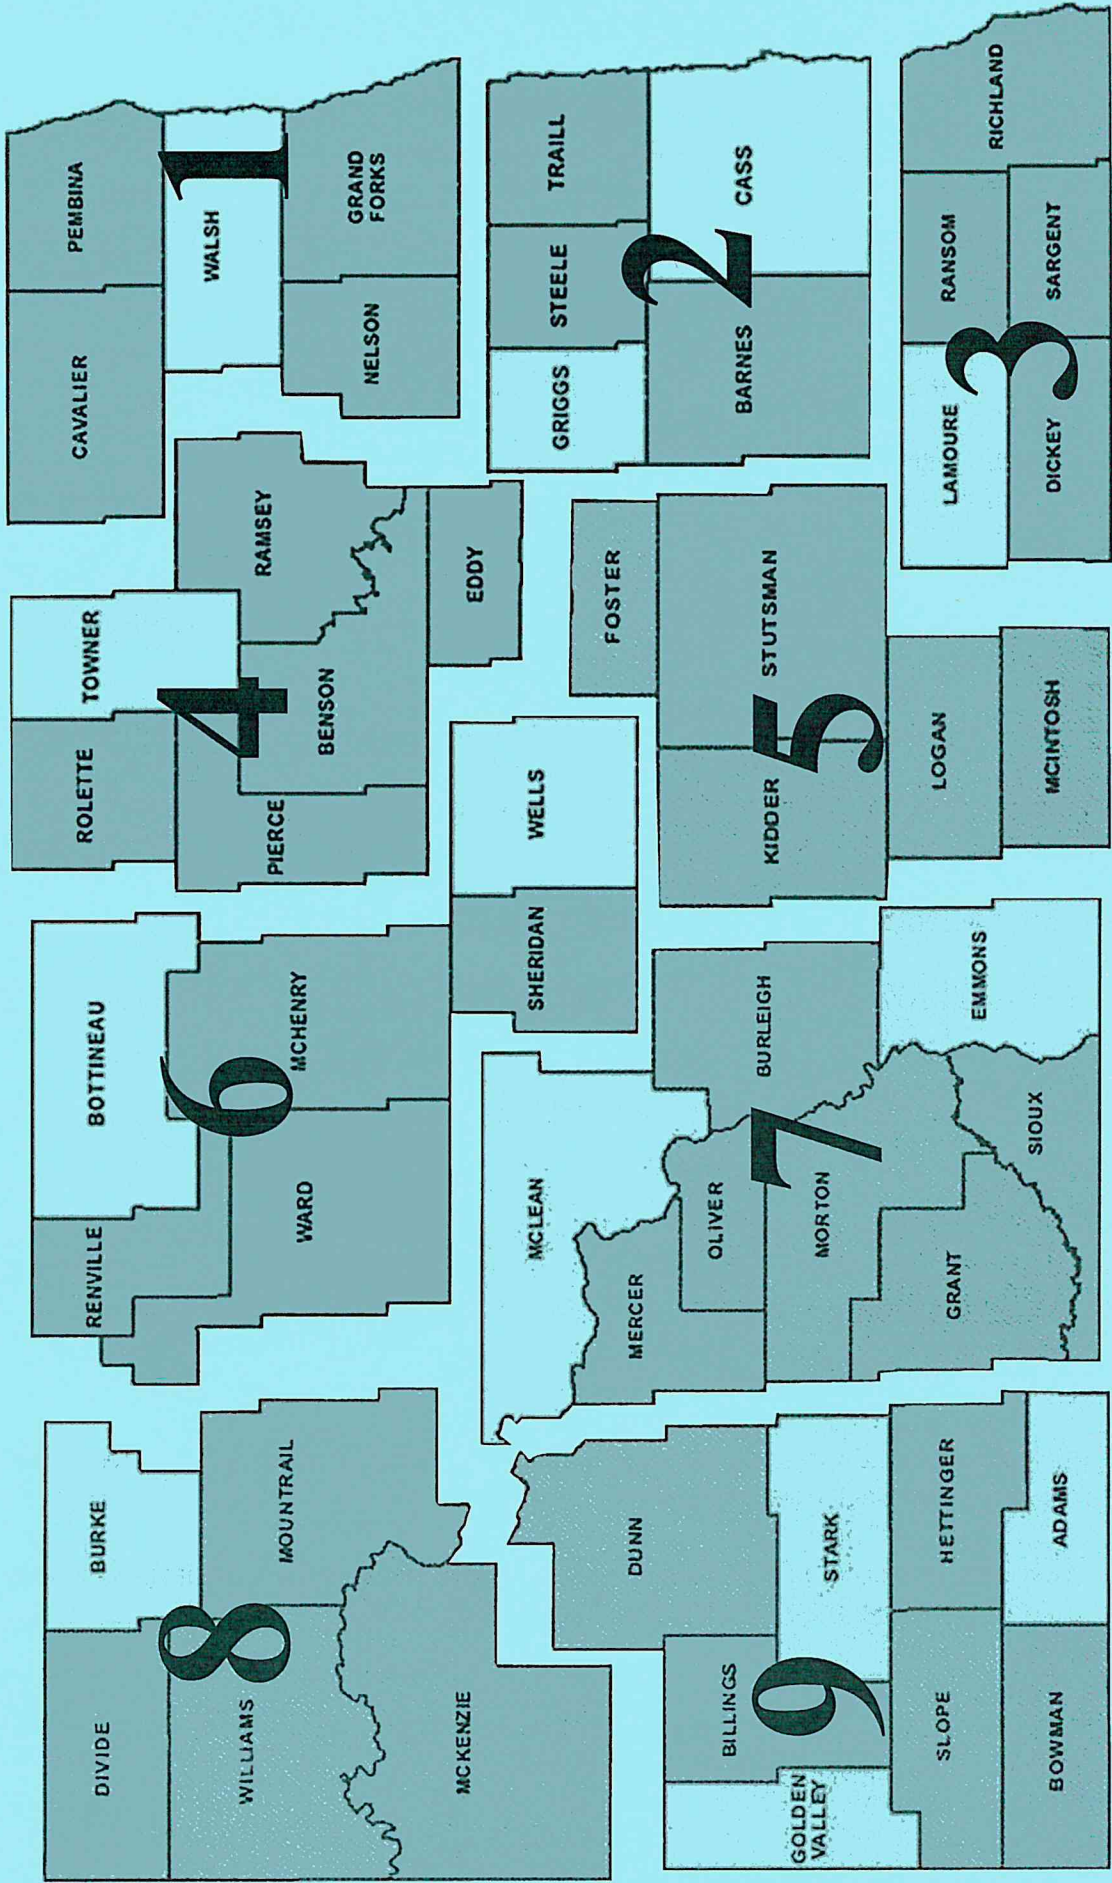 DIVIDE
BURKE
WILLIAMS
8
MOUNTRAIL
MCKENZIE
RENVILLE
BOTTINEAU
6
WARD
MCHENRY
SHERIDAN
WELLS
ROLETTE
TOWNER
PIERCE
4
BENSON
RAMSEY
EDDY
CAVALIER
PEMBINA
WALSH
1
NELSON
GRAND
FORKS
GRIGGS
STEELE
TRAILL
BARNES
2
CASS
LAMOURE
RANSOM
RICHLAND
3
DICKEY
SARGENT
FOSTER
KIDDER
5
STUTSMAN
LOGAN
MCINTOSH
MCLEAN
MERCER
OLIVER
BURLEIGH
MORTON
7
GRANT
SIOUX
EMMONS
DUNN
BILLINGS
GOLDEN
VALLEY
9
STARK
SLOPE
HETTINGER
BOWMAN
ADAMS